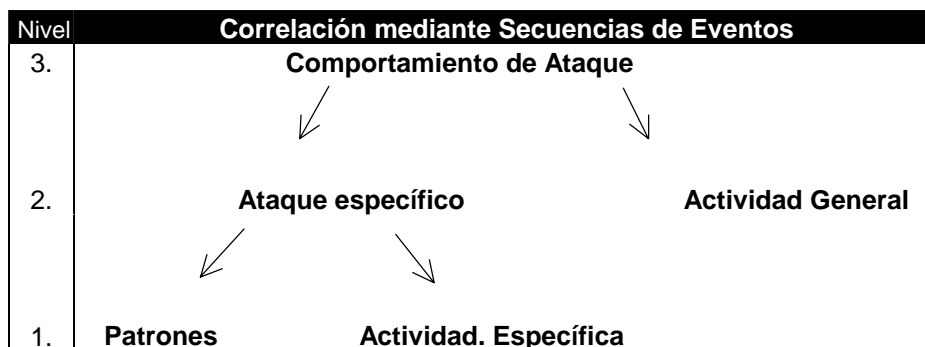 Nivel Correlación mediante Secuencias de Eventos
3. Comportamiento de Ataque
2. Ataque específico Actividad General
1. Patrones Actividad. Específica